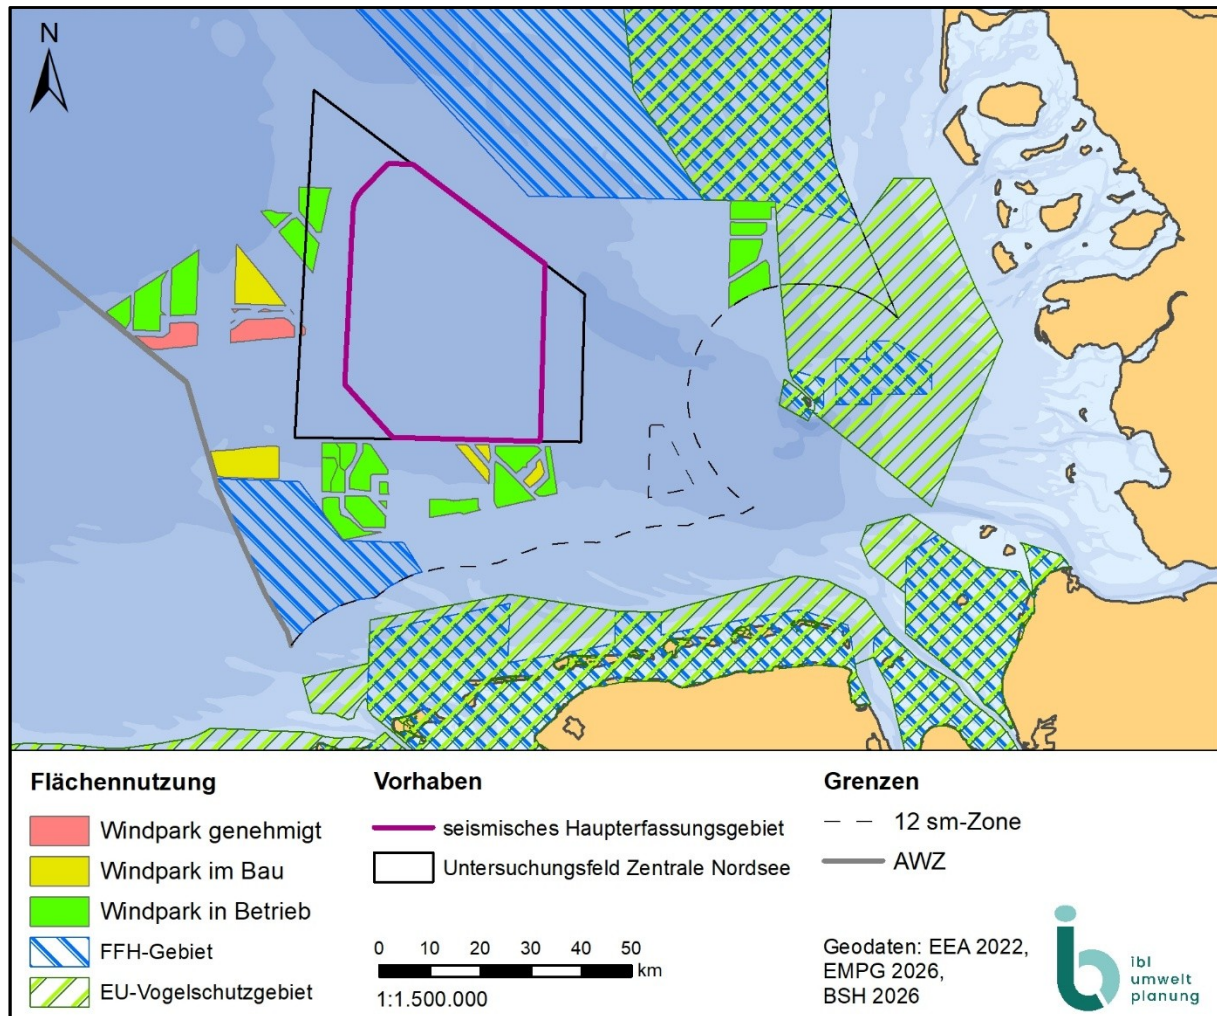 N
Flächennutzung
Windpark genehmigt
Windpark im Bau
Windpark in Betrieb
FFH-Gebiet
EU-Vogelschutzgebiet
Vorhaben
seismisches Haupterfassungsgebiet
Untersuchungsfeld Zentrale Nordsee
0 10 20 30 40 50
km
1:1.500.000
Grenzen
12 sm-Zone
AWZ
Geodaten: EEA 2022,
EMPG 2026,
BSH 2026
ibl
umwelt
planung